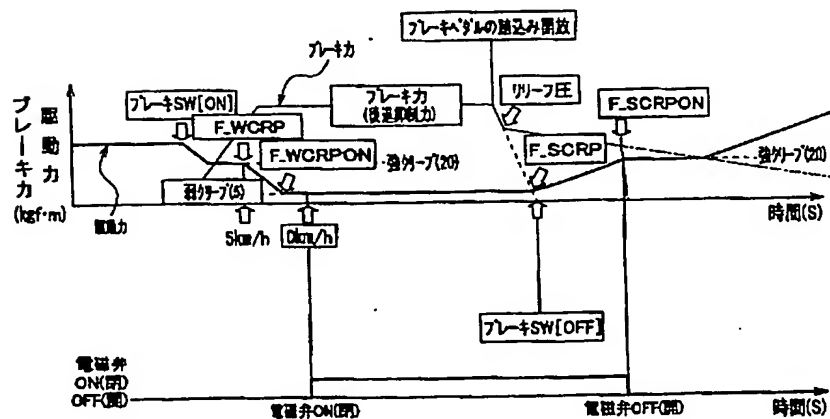 ブレーキペダルの踏込み開放
ブレーキ力
リリーフ圧
F_SCRPON
ブレーキSW[ON]
F_WCRP
ブレーキ力
(後退抑制力)
F_WCRPON
強クリープ(20)
F_SCRP
強クリープ(20)
駆動力
ブレーキ力
(kgf・m)
弱クリープ(5)
駆動力
5km/h
0km/h
時間(S)
ブレーキSW[OFF]
電磁弁
ON(閉)
OFF(開)
電磁弁ON(閉)
電磁弁OFF(開)
時間(S)